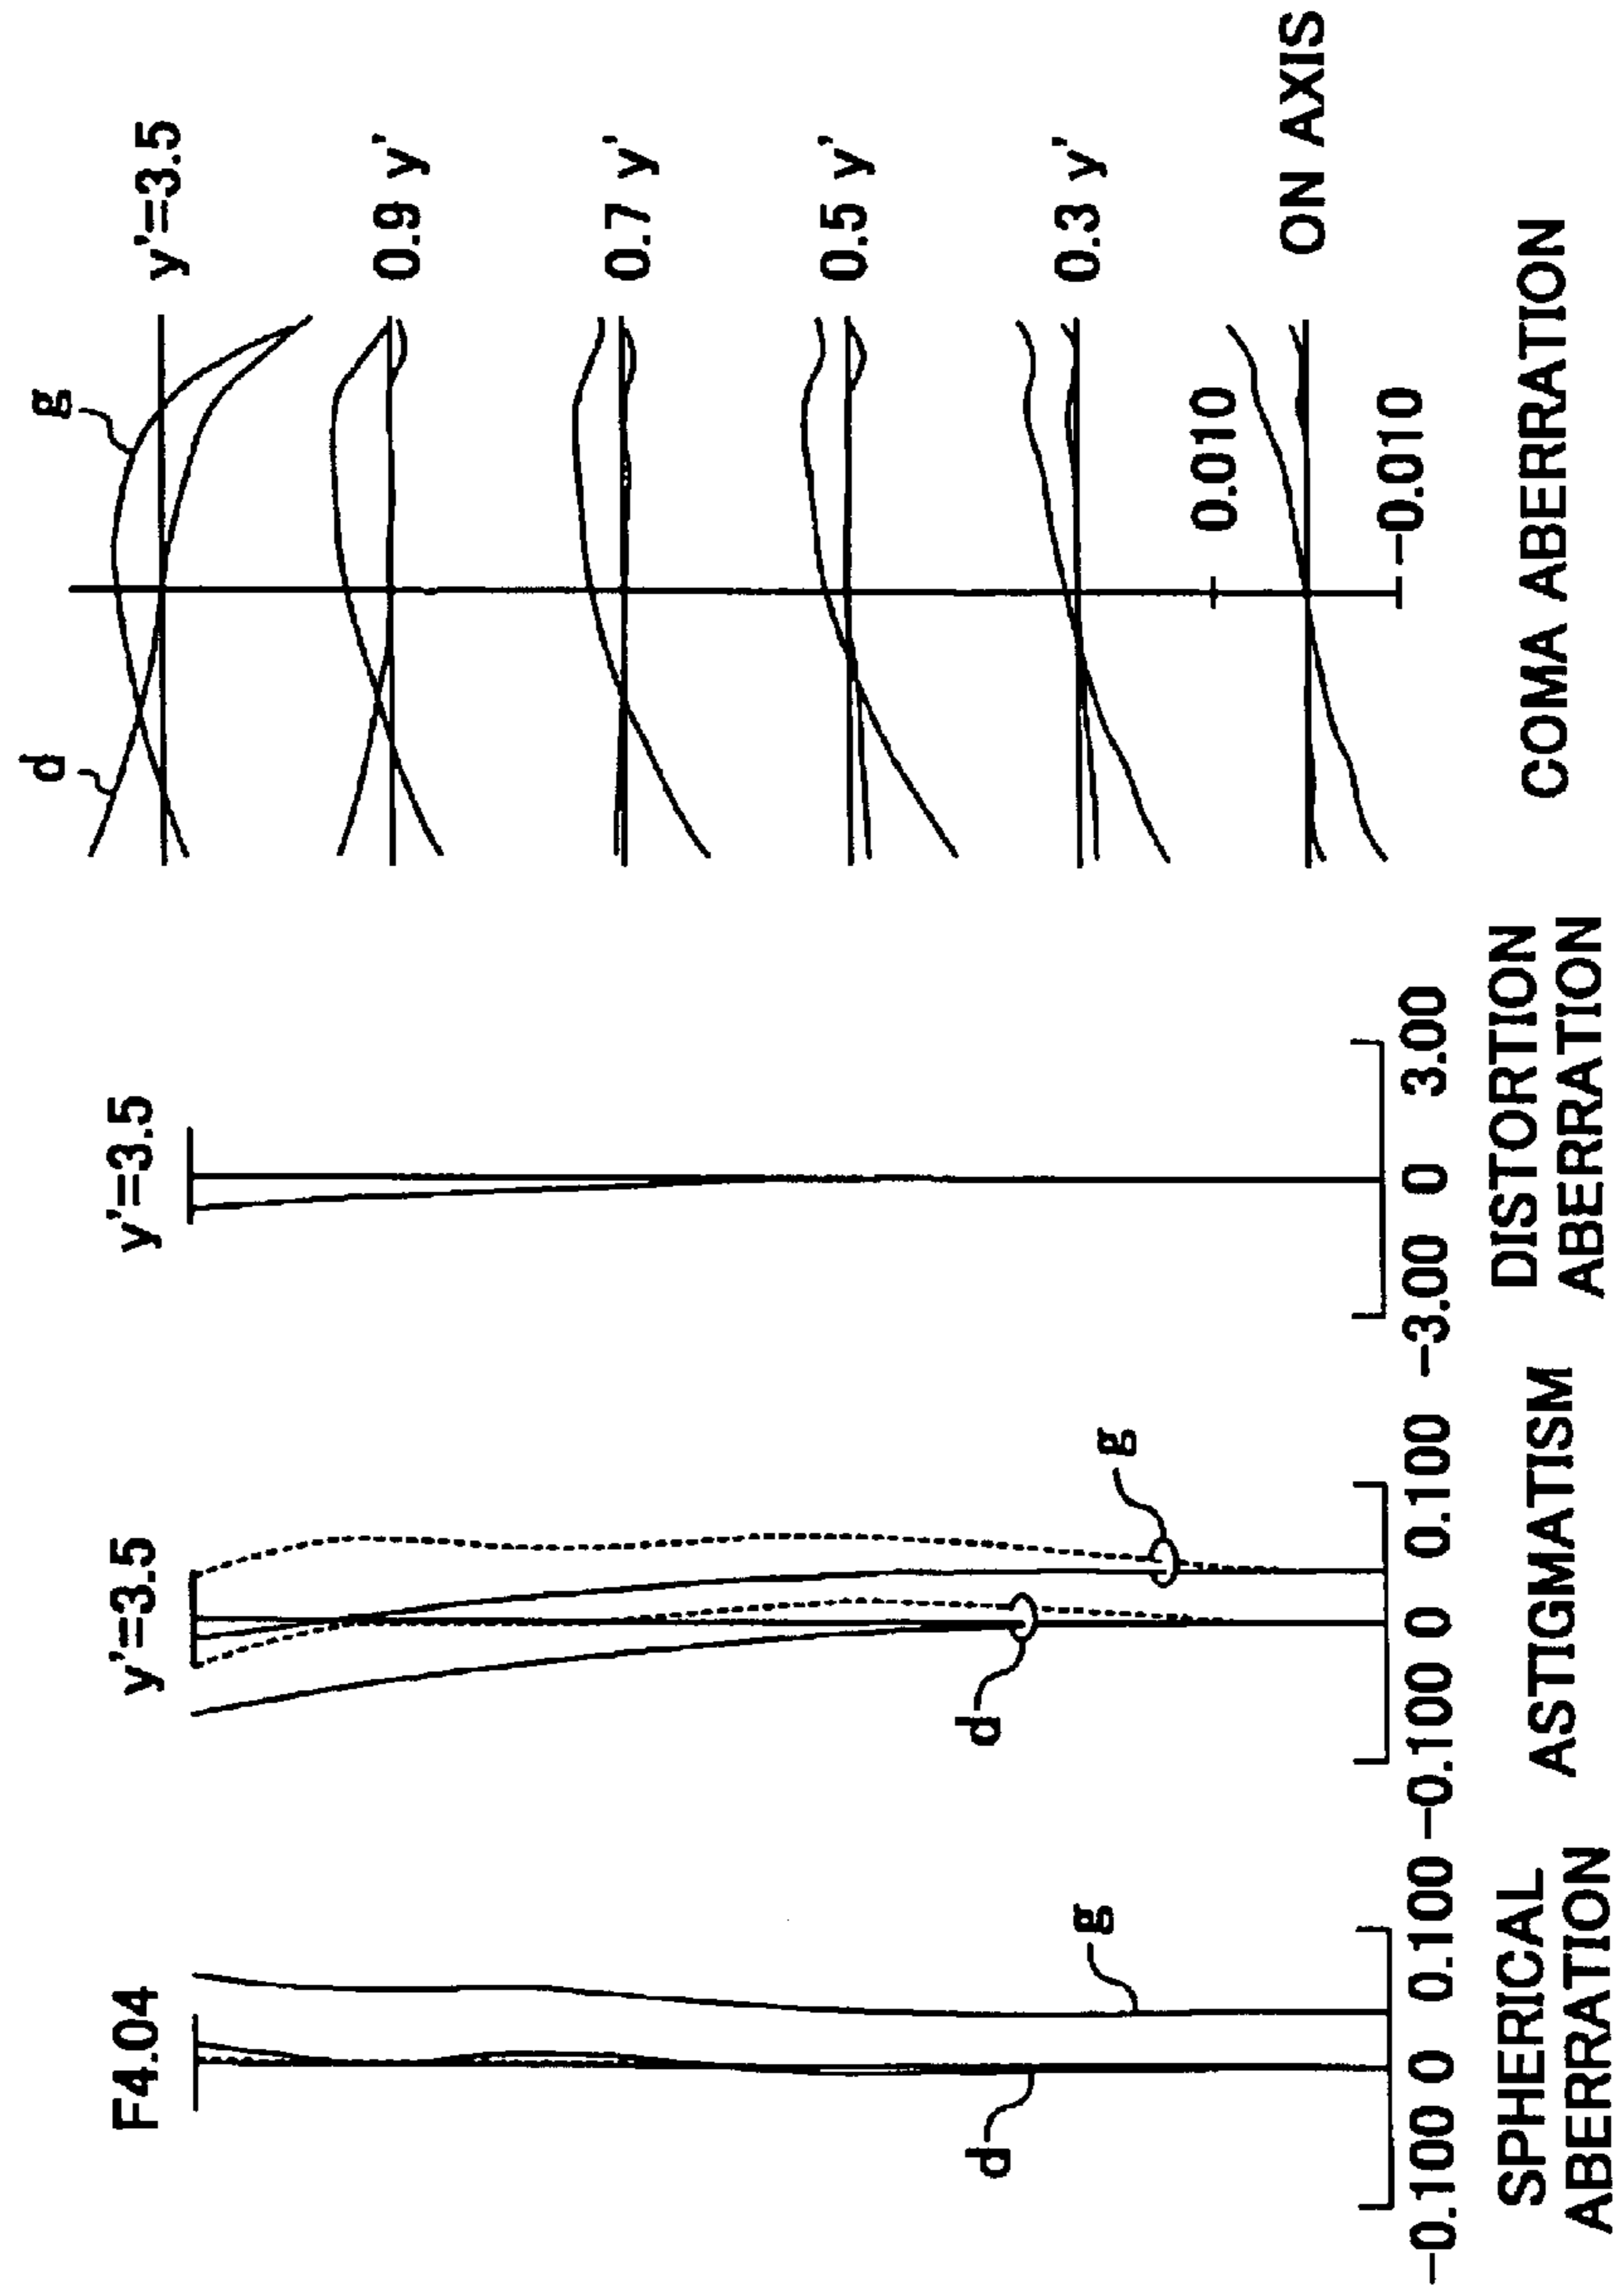 F4.04
g
d
-0.100 0 0.100
SPHERICAL
ABERRATION
y'=3.5
g
d
-0.100 0 0.100
ASTIGMATISM
y'=3.5
-3.00 0 3.00
DISTORTION
ABERRATION
d
g
y'=3.5
0.9 y'
0.7 y'
0.5 y'
0.3 y'
0.010
ON AXIS
-0.010
COMA ABERRATION